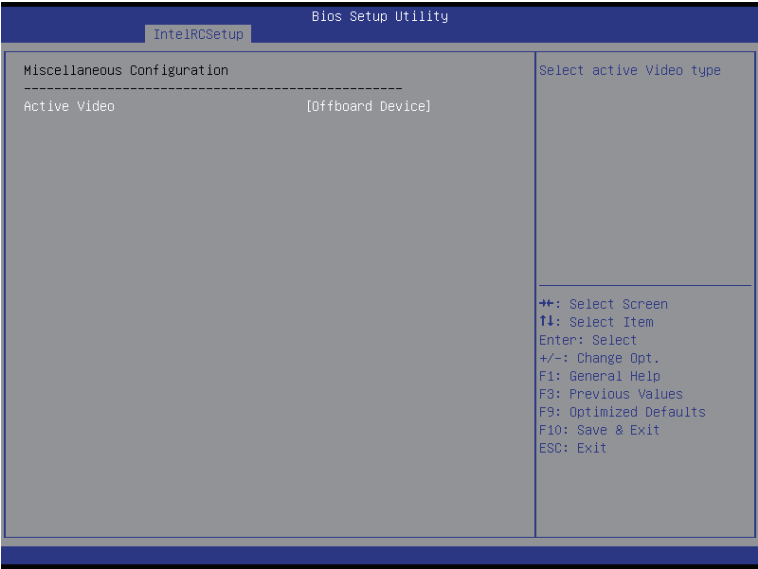 Bios Setup Utility
IntelRCSetup
Miscellaneous Configuration
--------------------------------------------------
Active Video [Offboard Device]
Select active Video type
→←: Select Screen
↑↓: Select Item
Enter: Select
+/-: Change Opt.
F1: General Help
F3: Previous Values
F9: Optimized Defaults
F10: Save & Exit
ESC: Exit